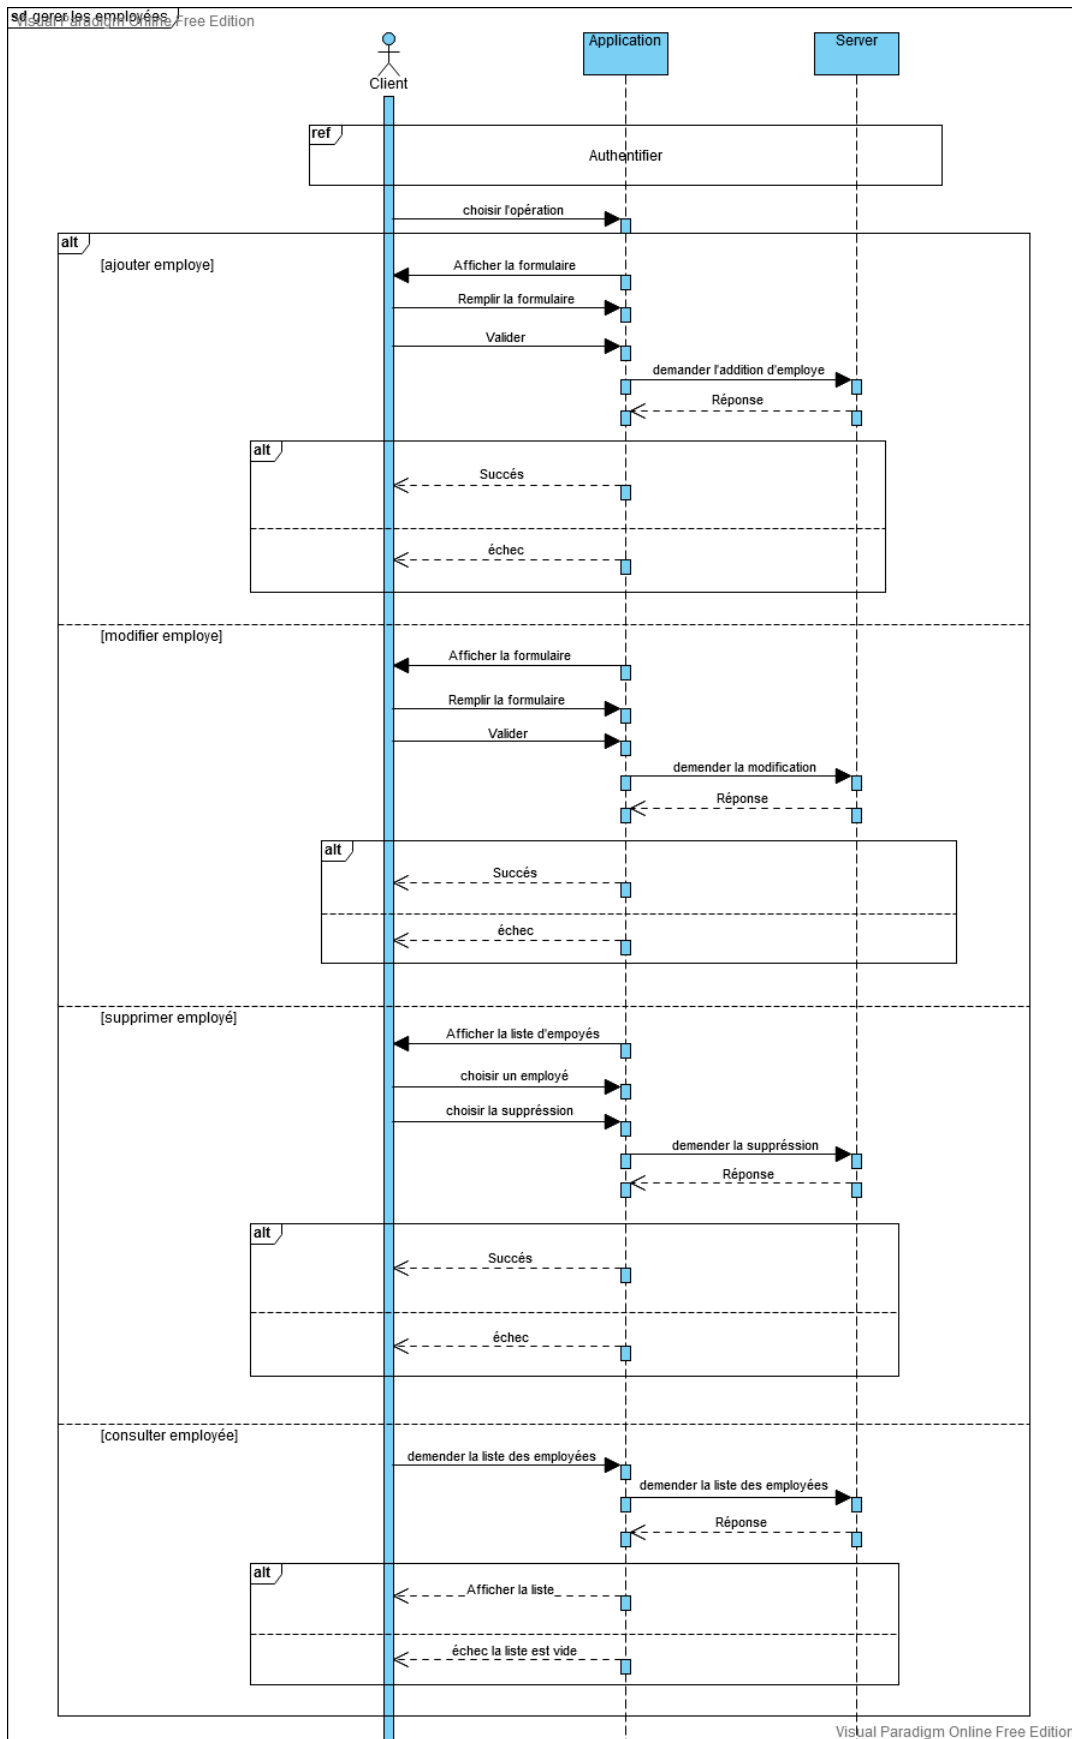 sd gerer les employées
Visual Paradigm Online Free Edition
Application
Server
Client
ref
Authentifier
choisir l'opération
alt
[ajouter employe]
Afficher la formulaire
Remplir la formulaire
Valider
demander l'addition d'employe
Réponse
alt
Succés
échec
[modifier employe]
Afficher la formulaire
Remplir la formulaire
Valider
demender la modification
Réponse
alt
Succés
échec
[supprimer employé]
Afficher la liste d'empoyés
choisir un employé
choisir la suppréssion
demender la suppréssion
Réponse
alt
Succés
échec
[consulter employée]
demender la liste des employées
demender la liste des employées
Réponse
alt
Afficher la liste
échec la liste est vide
Visual Paradigm Online Free Edition